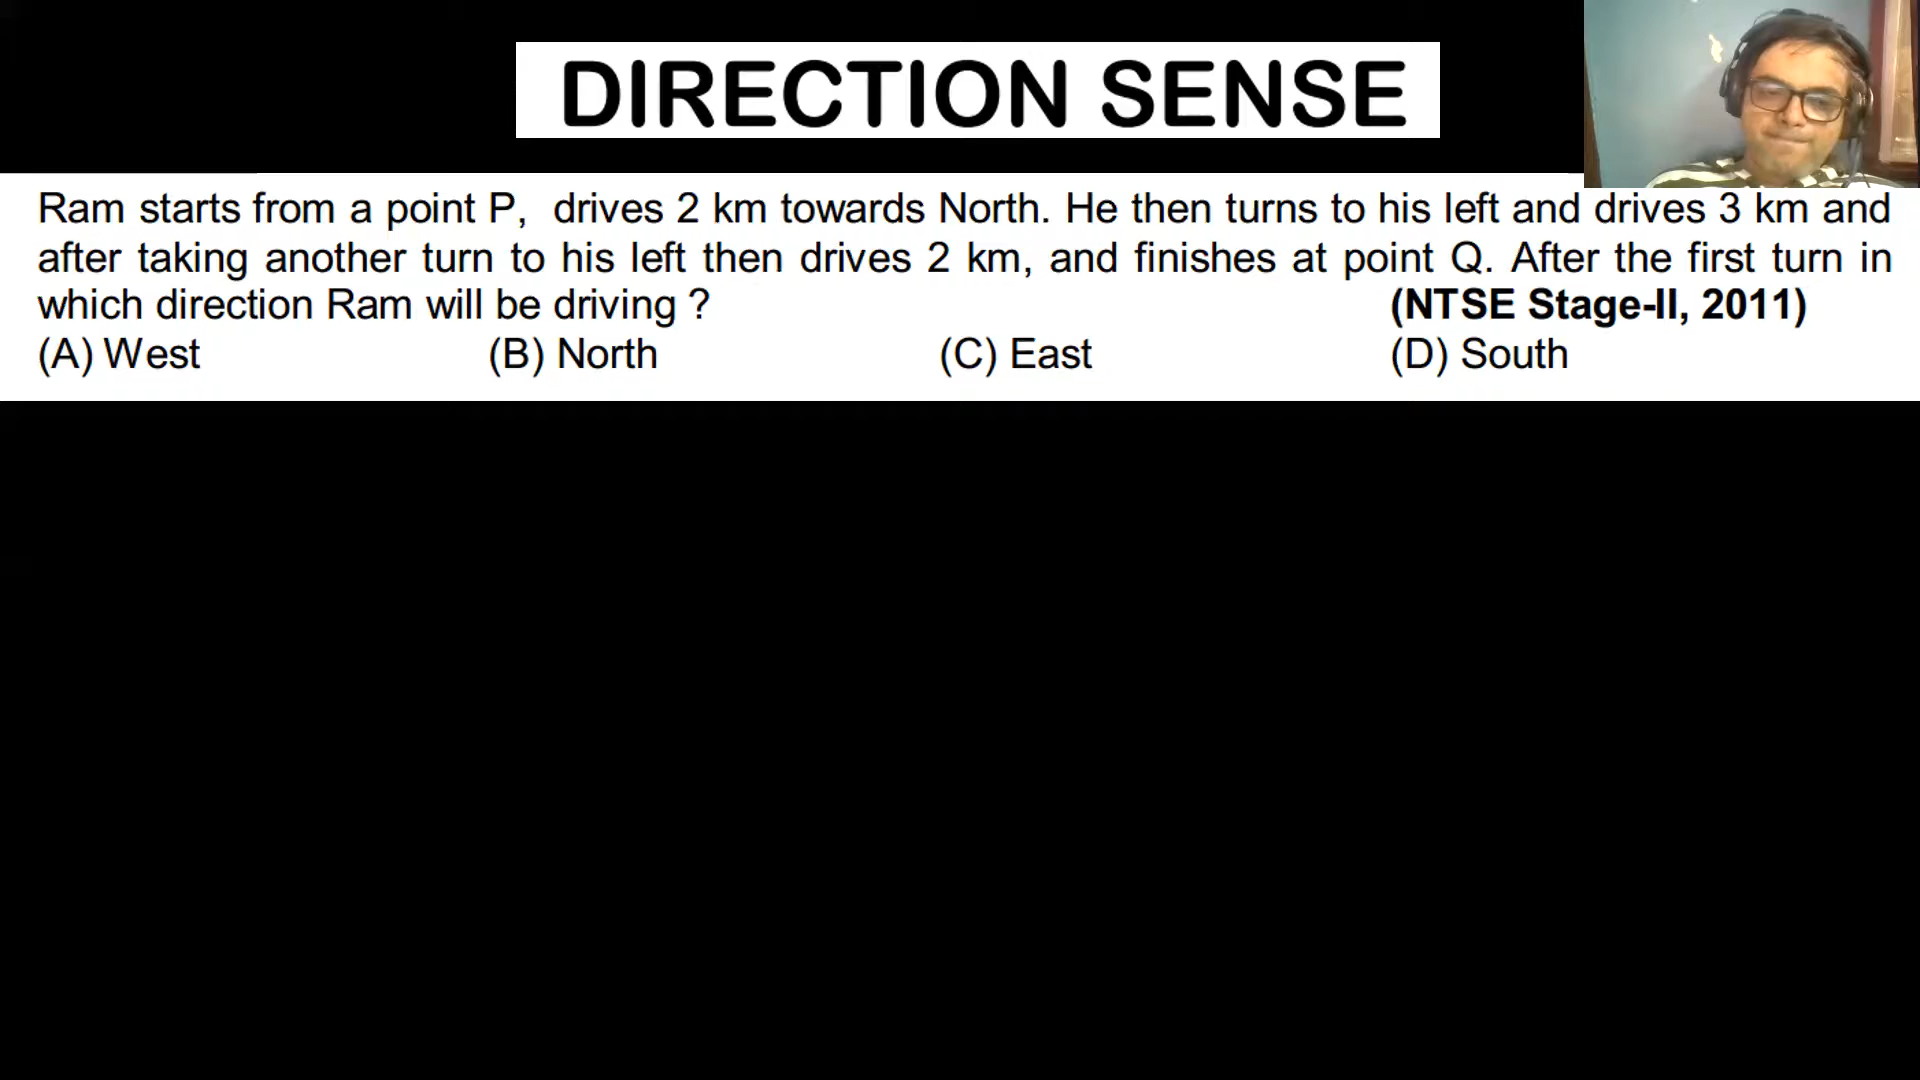 DIRECTION SENSE
Ram starts from a point P, drives 2 km towards North. He then turns to his left and drives 3 km and
after taking another turn to his left then drives 2 km, and finishes at point Q. After the first turn in
which direction Ram will be driving ? (NTSE Stage-II, 2011)
(A) West (B) North (C) East (D) South